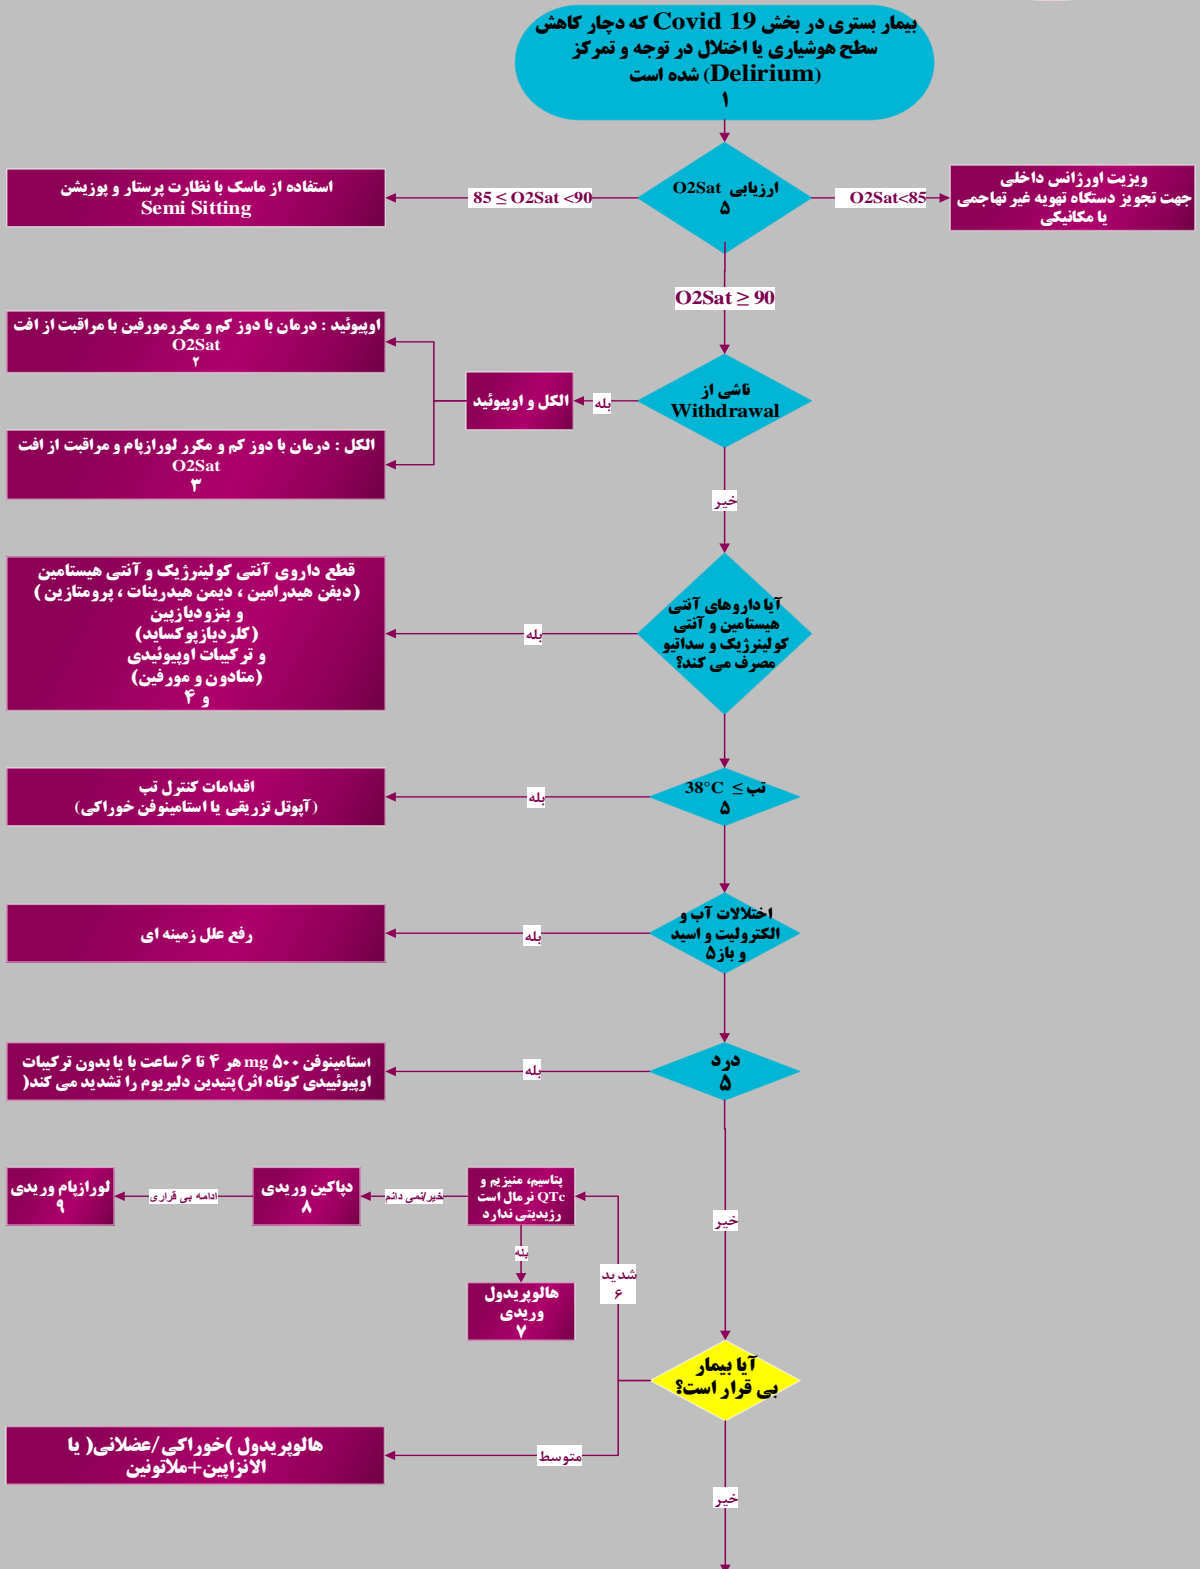 بیمار بستری در بخش Covid 19 که دچار کاهش
سطح هوشیاری یا اختلال در توجه و تمرکز
(Delirium) شده است
۱
ارزیابی O2Sat
۵
O2Sat<85
ویزیت اورژانس داخلی
جهت تجویز دستگاه تهویه غیر تهاجمی
یا مکانیکی
85 ≤ O2Sat <90
استفاده از ماسک با نظارت پرستار و پوزیشن
Semi Sitting
O2Sat ≥ 90
ناشی از
Withdrawal
بله
الکل و اوپیوئید
اوپیوئید : درمان با دوز کم و مکررمورفین با مراقبت از افت
O2Sat
۲
الکل : درمان با دوز کم و مکرر لورازپام و مراقبت از افت
O2Sat
۳
خیر
آیا داروهای آنتی
هیستامین و آنتی
کولینرژیک و سداتیو
مصرف می کند؟
بله
قطع داروی آنتی کولینرژیک و آنتی هیستامین
(دیفن هیدرامین ، دیمن هیدرینات ، پرومتازین )
و بنزودیازپین
(کلردیازپوکساید)
و ترکیبات اوپیوئیدی
(متادون و مورفین)
و ۴
تب ≥ 38°C
۵
بله
اقدامات کنترل تب
(آپوتل تزریقی یا استامینوفن خوراکی)
اختلالات آب و
الکترولیت و اسید
و باز۵
بله
رفع علل زمینه ای
درد
۵
بله
استامینوفن ۵۰۰ mg هر ۴ تا ۶ ساعت با یا بدون ترکیبات
اوپیوئییدی کوتاه اثر)پتیدین دلیریوم را تشدید می کند(
خیر
آیا بیمار
بی قرار است؟
شدید
۶
پتاسیم، منیزیم و
QTc نرمال است
رژیدیتی ندارد
خیر/نمی دانم
دپاکین وریدی
۸
ادامه بی قراری
لورازپام وریدی
۹
بله
هالوپریدول
وریدی
۷
متوسط
هالوپریدول )خوراکی/عضلانی( یا
الانزاپین+ملاتونین
خیر